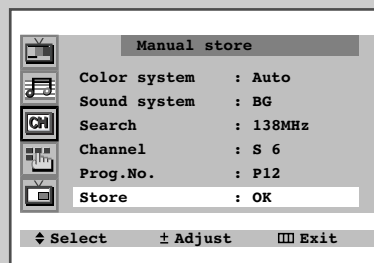 Manual store
Color system : Auto
Sound system : BG
CH Search : 138MHz
Channel : S 6
Prog.No. : P12
Store : OK
Select ± Adjust Exit